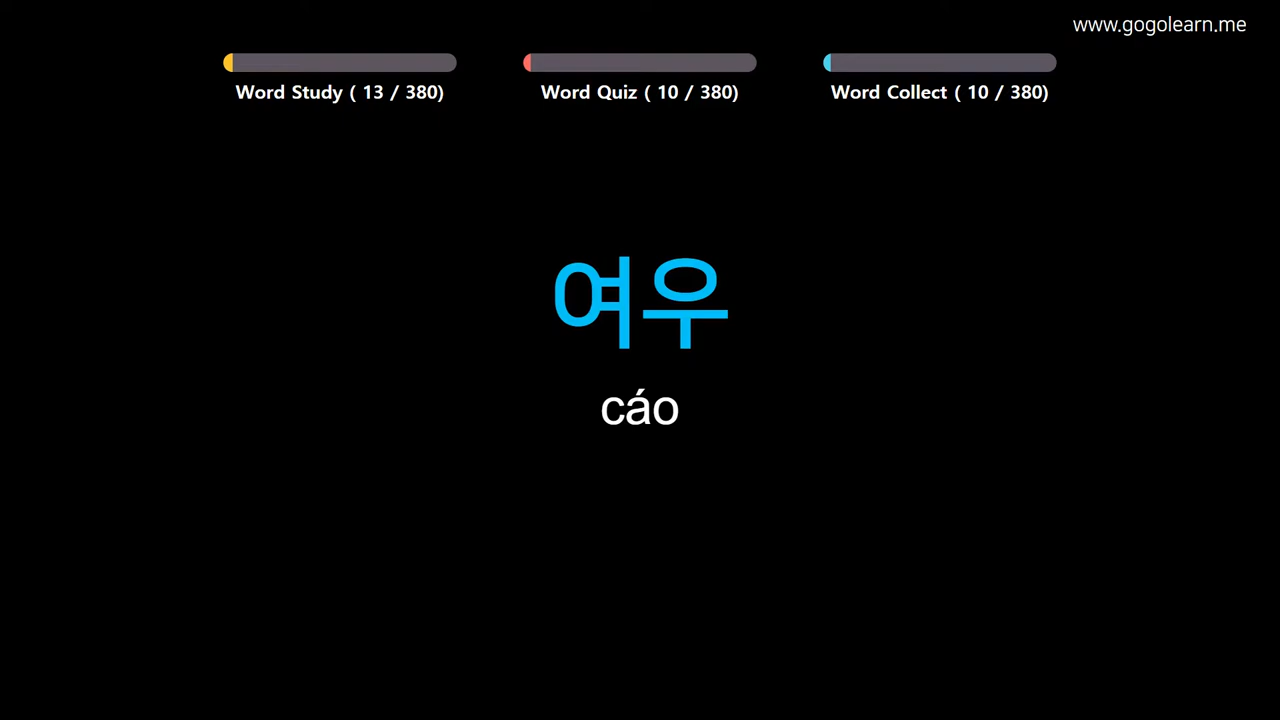 www.gogolearn.me
Word Study ( 13 / 380)
Word Quiz ( 10 / 380)
Word Collect ( 10 / 380)
여우
cáo